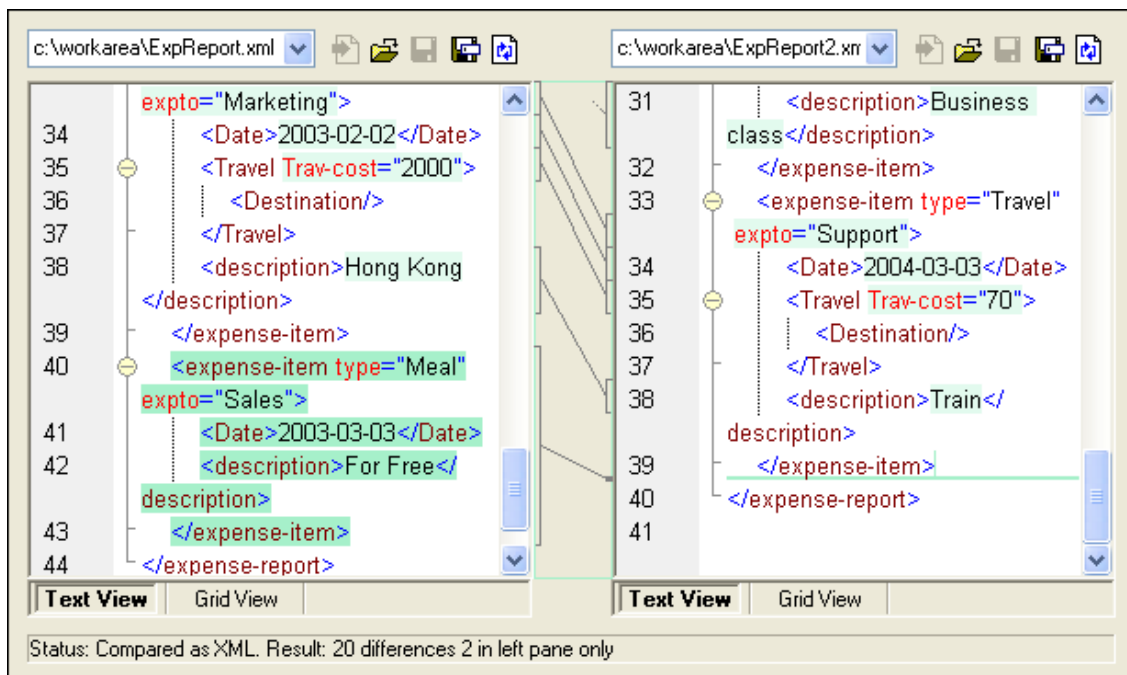 c:\workarea\ExpReport.xml
expto="Marketing">
34 <Date>2003-02-02</Date>
35 <Travel Trav-cost="2000">
36 <Destination/>
37 </Travel>
38 <description>Hong Kong
</description>
39 </expense-item>
40 <expense-item type="Meal"
expto="Sales">
41 <Date>2003-03-03</Date>
42 <description>For Free</
description>
43 </expense-item>
44 </expense-report>
Text View Grid View
c:\workarea\ExpReport2.xm
31 <description>Business
class</description>
32 </expense-item>
33 <expense-item type="Travel"
expto="Support">
34 <Date>2004-03-03</Date>
35 <Travel Trav-cost="70">
36 <Destination/>
37 </Travel>
38 <description>Train</
description>
39 </expense-item>
40 </expense-report>
41
Text View Grid View
Status: Compared as XML. Result: 20 differences 2 in left pane only